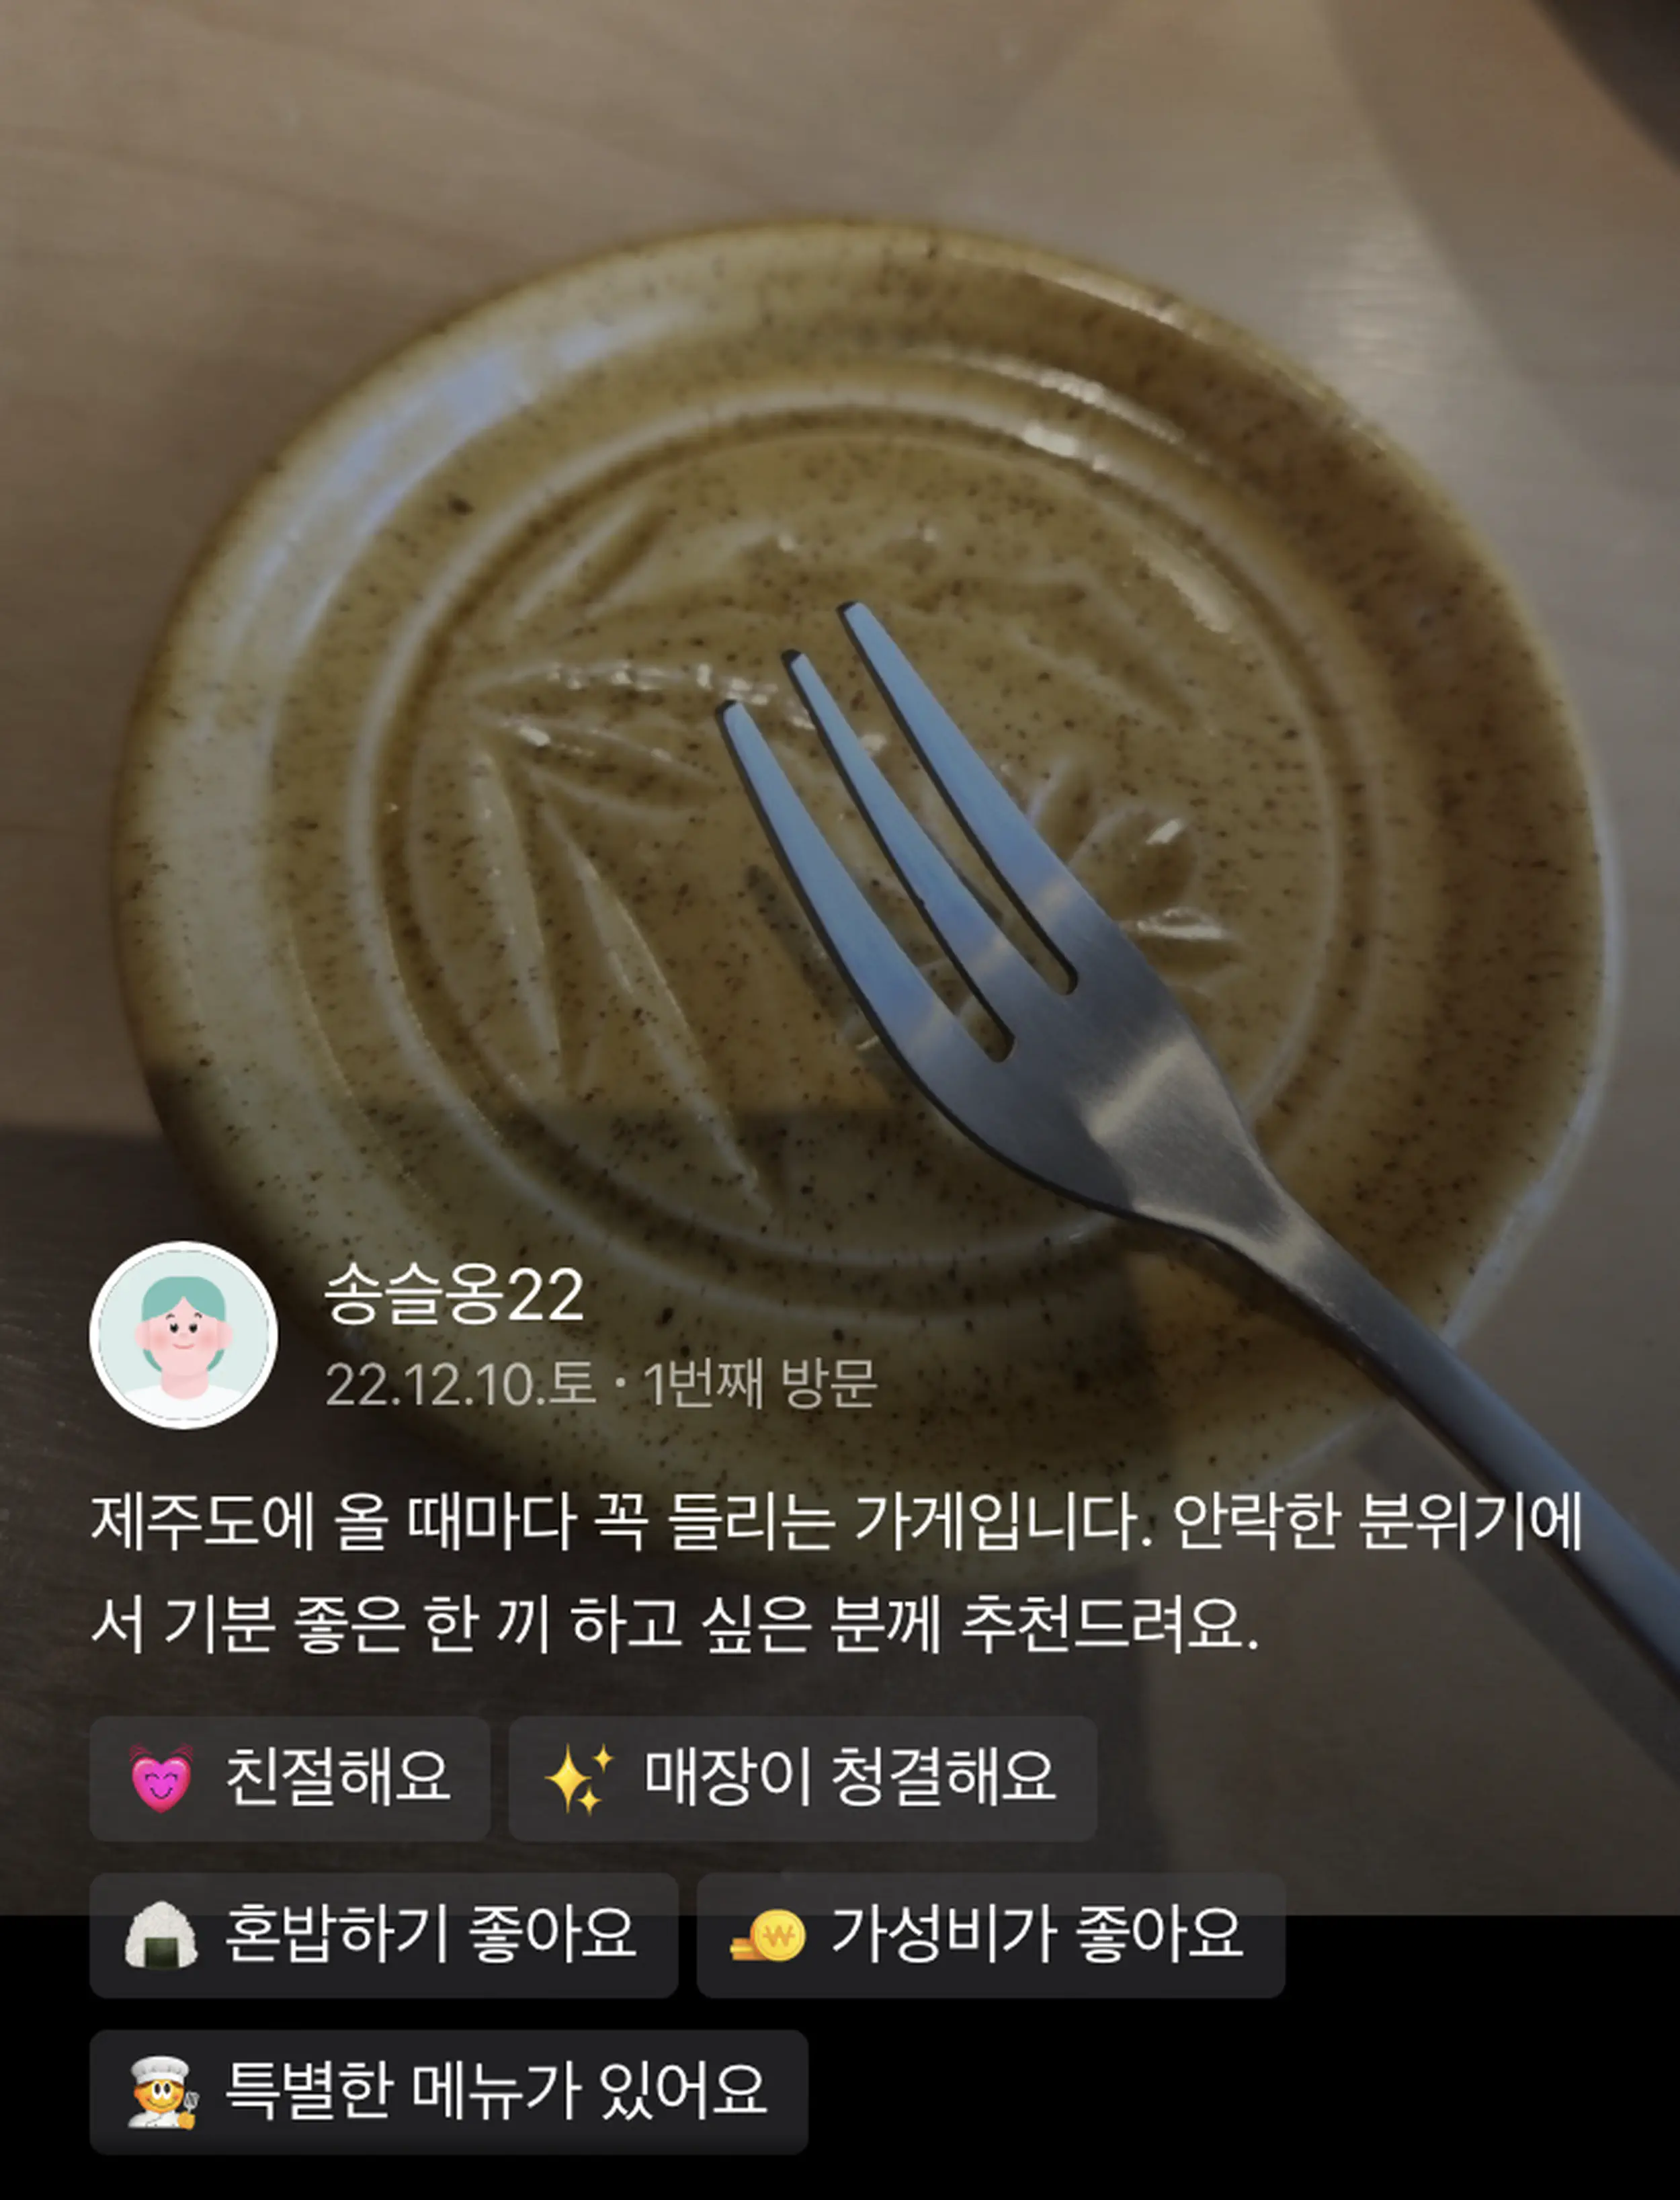 송슬옹22
22.12.10.토 · 1번째 방문
제주도에 올 때마다 꼭 들리는 가게입니다. 안락한 분위기에
서 기분 좋은 한 끼 하고 싶은 분께 추천드려요.
친절해요 매장이 청결해요
혼밥하기 좋아요 가성비가 좋아요
특별한 메뉴가 있어요